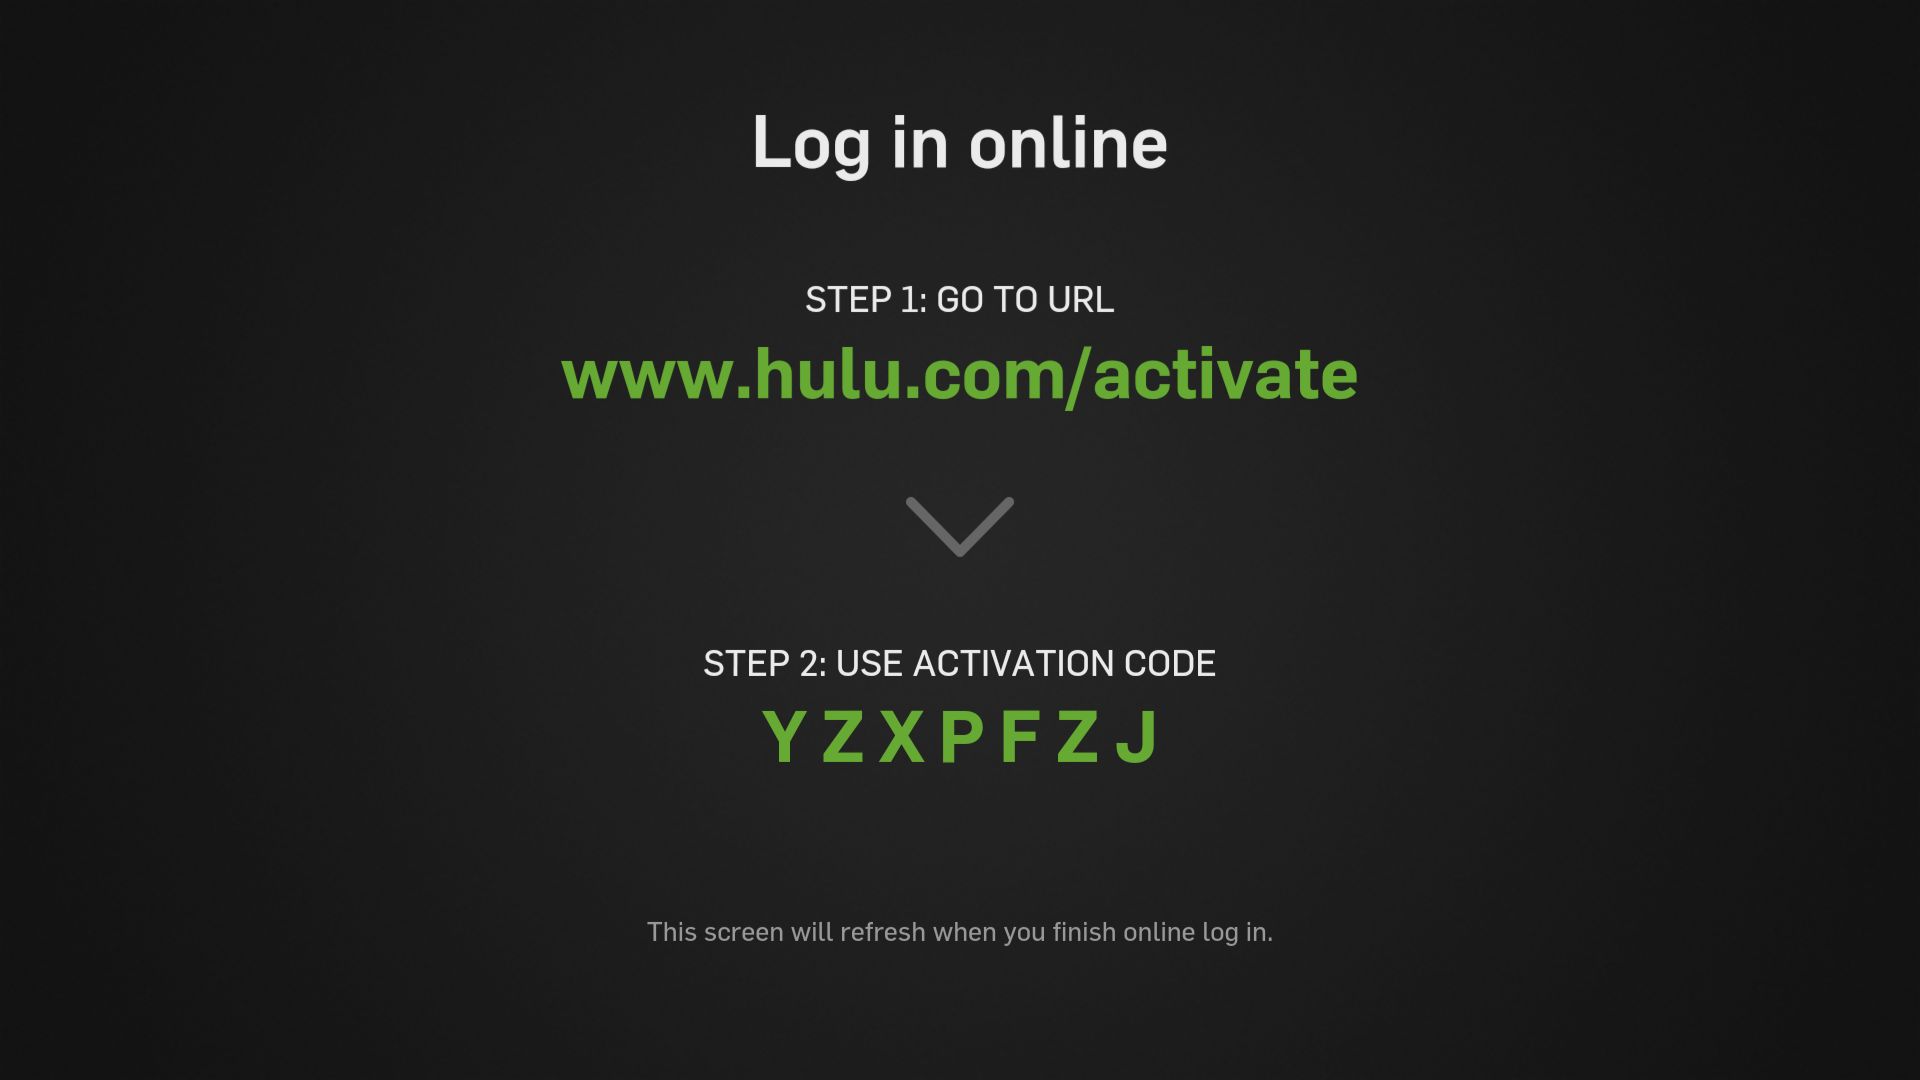 Log in online
STEP 1: GO TO URL
www.hulu.com/activate
STEP 2: USE ACTIVATION CODE
YZXPFZJ
This screen will refresh when you finish online log in.